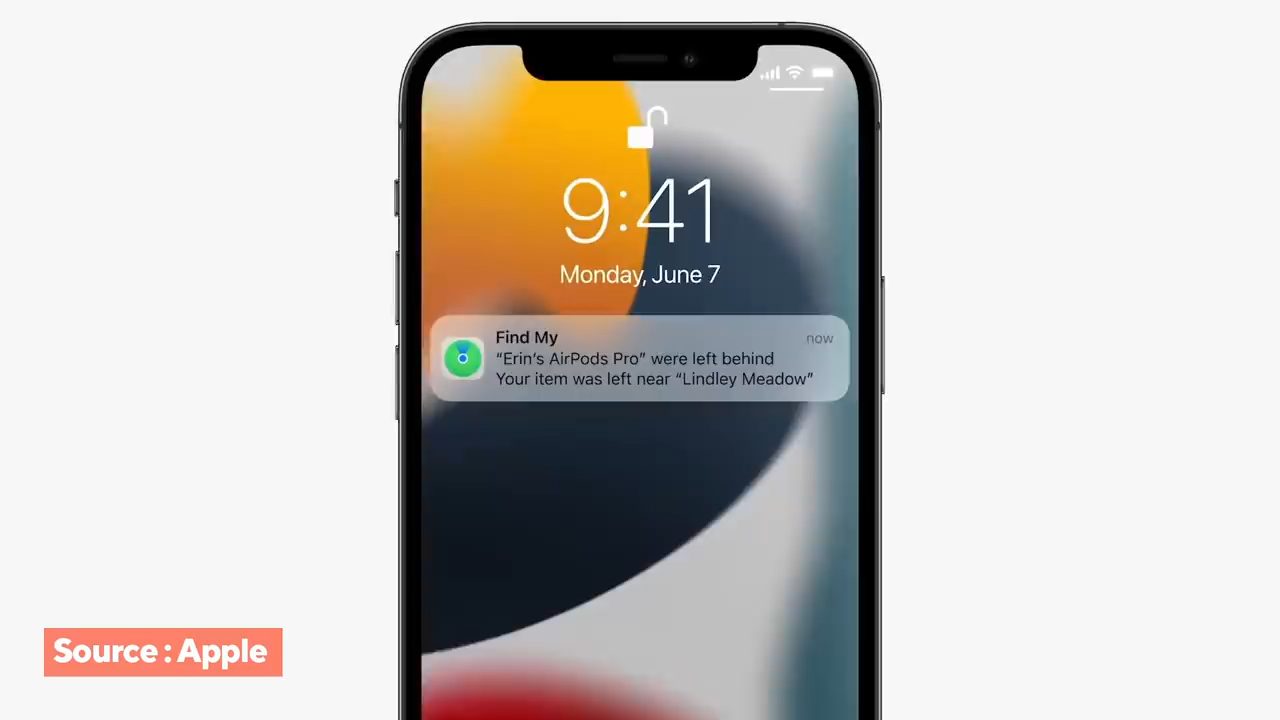 9:41
Monday, June 7
Find My
now
“Erin’s AirPods Pro” were left behind
Your item was left near “Lindley Meadow”
Source : Apple